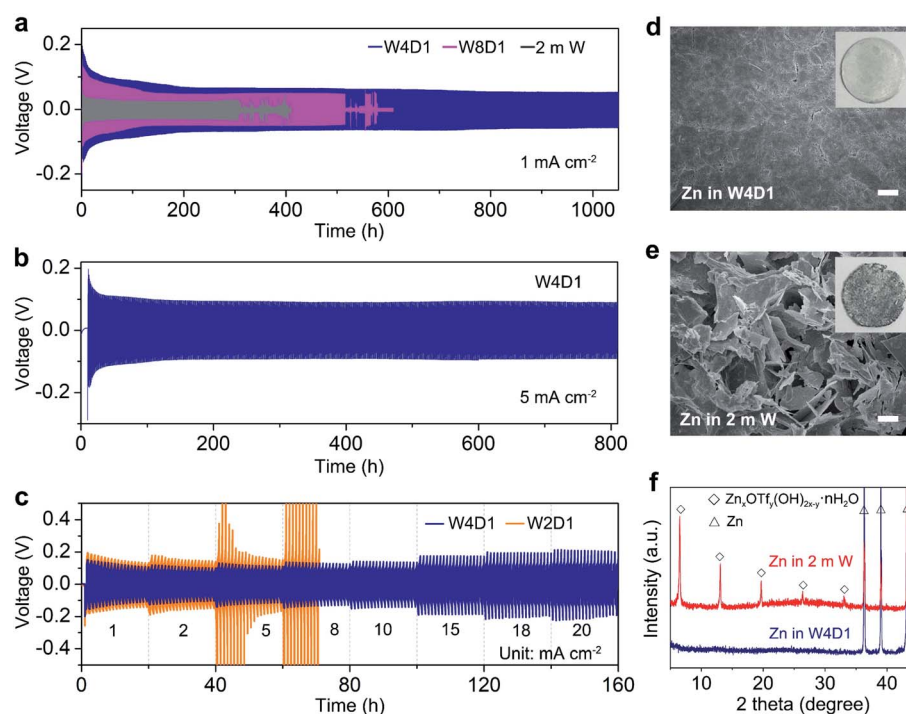 a
W4D1 W8D1 2 m W
Voltage (V)
0.2
0.0
-0.2
1 mA cm⁻²
0 200 400 600 800 1000
Time (h)
b
W4D1
Voltage (V)
0.2
0.0
-0.2
5 mA cm⁻²
0 200 400 600 800
Time (h)
c
W4D1 W2D1
Voltage (V)
0.4
0.2
0.0
-0.2
-0.4
1 2 5 8 10 15 18 20
Unit: mA cm⁻²
0 40 80 120 160
Time (h)
d
Zn in W4D1
e
Zn in 2 m W
f
ZnₓOTfᵧ(OH)₂ₓ₋ᵧ·nH₂O
Zn
Zn in 2 m W
Zn in W4D1
Intensity (a.u.)
10 20 30 40
2 theta (degree)